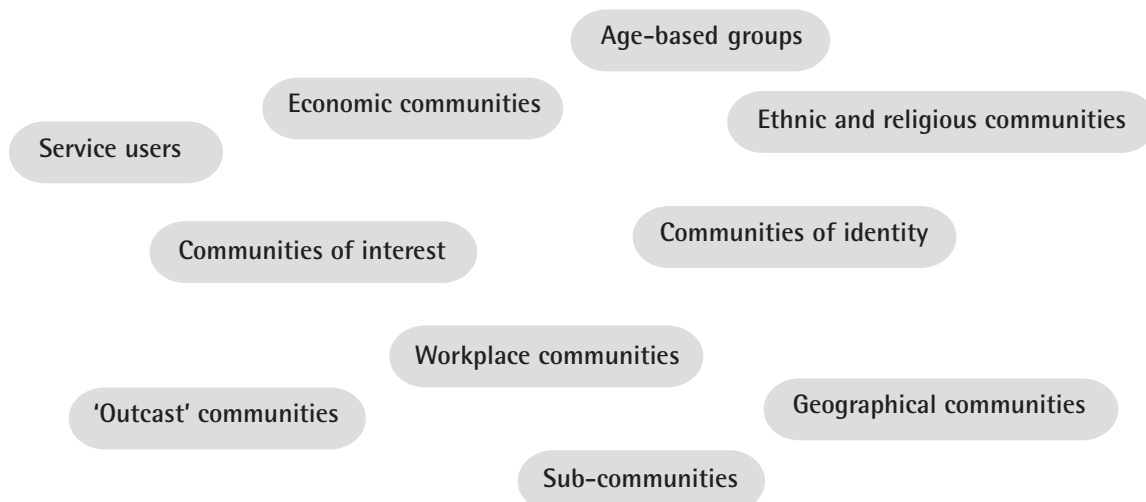 Age-based groups
Economic communities
Ethnic and religious communities
Service users
Communities of identity
Communities of interest
Workplace communities
Geographical communities
‘Outcast’ communities
Sub-communities